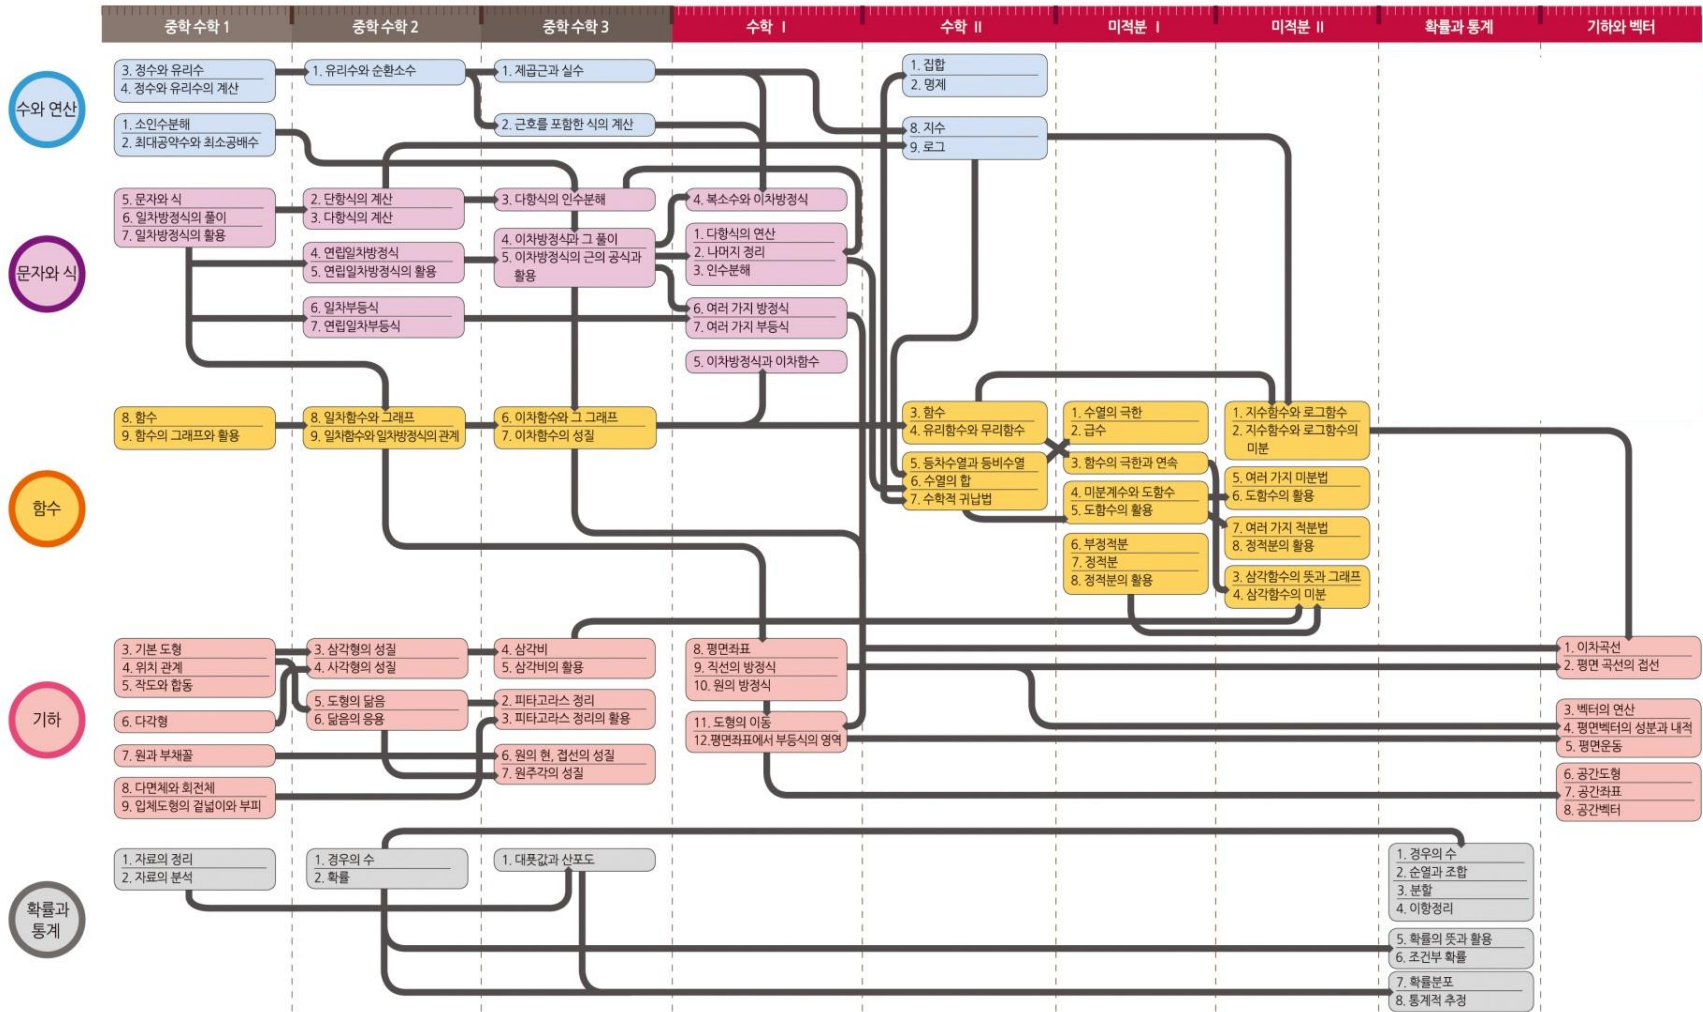 중학 수학 1
중학 수학 2
중학 수학 3
수학 Ⅰ
수학 Ⅱ
미적분 Ⅰ
미적분 Ⅱ
확률과 통계
기하와 벡터
수와 연산
3. 정수와 유리수
4. 정수와 유리수의 계산
1. 소인수분해
2. 최대공약수와 최소공배수
1. 유리수와 순환소수
1. 제곱근과 실수
2. 근호를 포함한 식의 계산
1. 집합
2. 명제
8. 지수
9. 로그
문자와 식
5. 문자와 식
6. 일차방정식의 풀이
7. 일차방정식의 활용
2. 단항식의 계산
3. 다항식의 계산
4. 연립일차방정식
5. 연립일차방정식의 활용
6. 일차부등식
7. 연립일차부등식
3. 다항식의 인수분해
4. 이차방정식과 그 풀이
5. 이차방정식의 근의 공식과
활용
4. 복소수와 이차방정식
1. 다항식의 연산
2. 나머지 정리
3. 인수분해
6. 여러 가지 방정식
7. 여러 가지 부등식
5. 이차방정식과 이차함수
함수
8. 함수
9. 함수의 그래프와 활용
8. 일차함수와 그래프
9. 일차함수와 일차방정식의 관계
6. 이차함수와 그 그래프
7. 이차함수의 성질
3. 함수
4. 유리함수와 무리함수
5. 등차수열과 등비수열
6. 수열의 합
7. 수학적 귀납법
1. 수열의 극한
2. 급수
3. 함수의 극한과 연속
4. 미분계수와 도함수
5. 도함수의 활용
6. 부정적분
7. 정적분
8. 정적분의 활용
1. 지수함수와 로그함수
2. 지수함수와 로그함수의
미분
5. 여러 가지 미분법
6. 도함수의 활용
7. 여러 가지 적분법
8. 정적분의 활용
3. 삼각함수의 뜻과 그래프
4. 삼각함수의 미분
기하
3. 기본 도형
4. 위치 관계
5. 작도와 합동
6. 다각형
7. 원과 부채꼴
8. 다면체와 회전체
9. 입체도형의 겉넓이와 부피
3. 삼각형의 성질
4. 사각형의 성질
5. 도형의 닮음
6. 닮음의 응용
4. 삼각비
5. 삼각비의 활용
2. 피타고라스 정리
3. 피타고라스 정리의 활용
6. 원의 현, 접선의 성질
7. 원주각의 성질
8. 평면좌표
9. 직선의 방정식
10. 원의 방정식
11. 도형의 이동
12.평면좌표에서 부등식의 영역
1. 이차곡선
2. 평면 곡선의 접선
3. 벡터의 연산
4. 평면벡터의 성분과 내적
5. 평면운동
6. 공간도형
7. 공간좌표
8. 공간벡터
확률과
통계
1. 자료의 정리
2. 자료의 분석
1. 경우의 수
2. 확률
1. 대푯값과 산포도
1. 경우의 수
2. 순열과 조합
3. 분할
4. 이항정리
5. 확률의 뜻과 활용
6. 조건부 확률
7. 확률분포
8. 통계적 추정